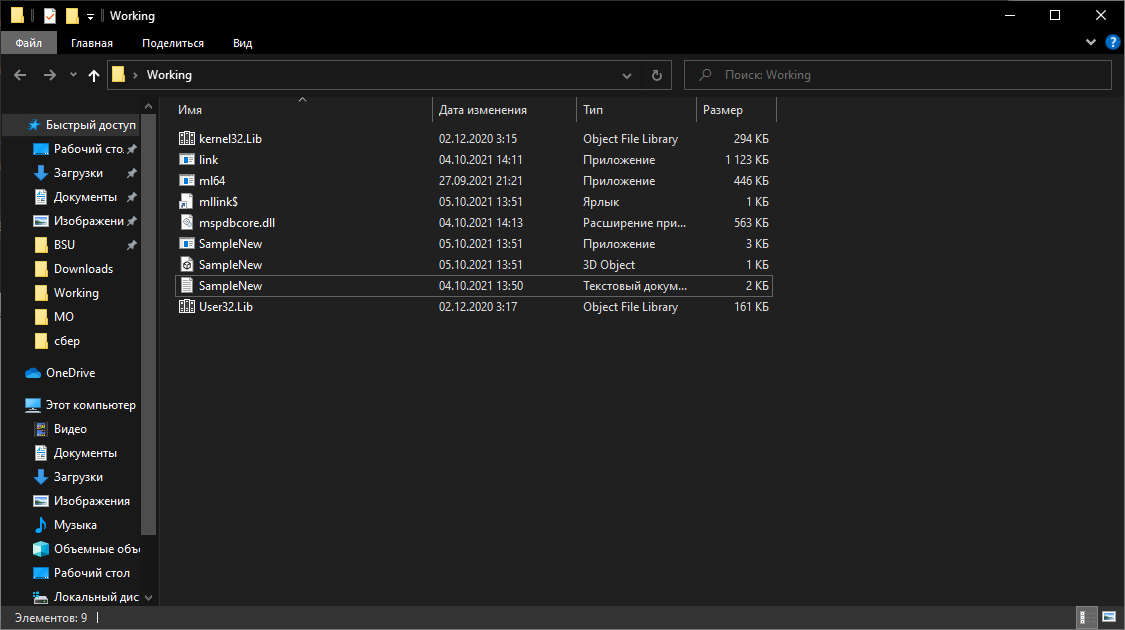 Working
Файл Главная Поделиться Вид
Working Поиск: Working
Имя Дата изменения Тип Размер
kernel32.Lib 02.12.2020 3:15 Object File Library 294 КБ
link 04.10.2021 14:11 Приложение 1 123 КБ
ml64 27.09.2021 21:21 Приложение 446 КБ
mllink$ 05.10.2021 13:51 Ярлык 1 КБ
mspdbcore.dll 04.10.2021 14:13 Расширение при... 563 КБ
SampleNew 05.10.2021 13:51 Приложение 3 КБ
SampleNew 05.10.2021 13:51 3D Object 1 КБ
SampleNew 04.10.2021 13:50 Текстовый докум... 2 КБ
User32.Lib 02.12.2020 3:17 Object File Library 161 КБ
Быстрый доступ
Рабочий сто.
Загрузки
Документы
Изображени
BSU
Downloads
Working
МО
сбер
OneDrive
Этот компьютер
Видео
Документы
Загрузки
Изображения
Музыка
Объемные объ
Рабочий стол
Локальный дис
Элементов: 9